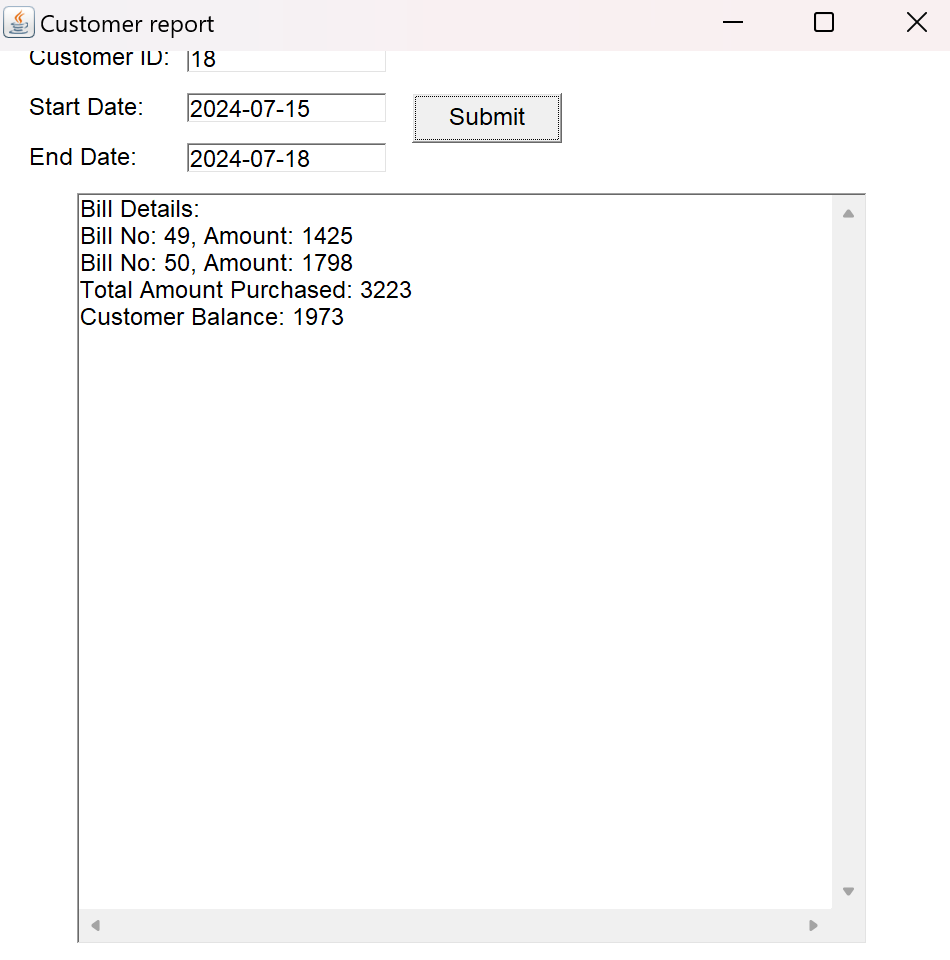 Customer report
Customer ID: 18
Start Date: 2024-07-15
Submit
End Date: 2024-07-18
Bill Details:
Bill No: 49, Amount: 1425
Bill No: 50, Amount: 1798
Total Amount Purchased: 3223
Customer Balance: 1973